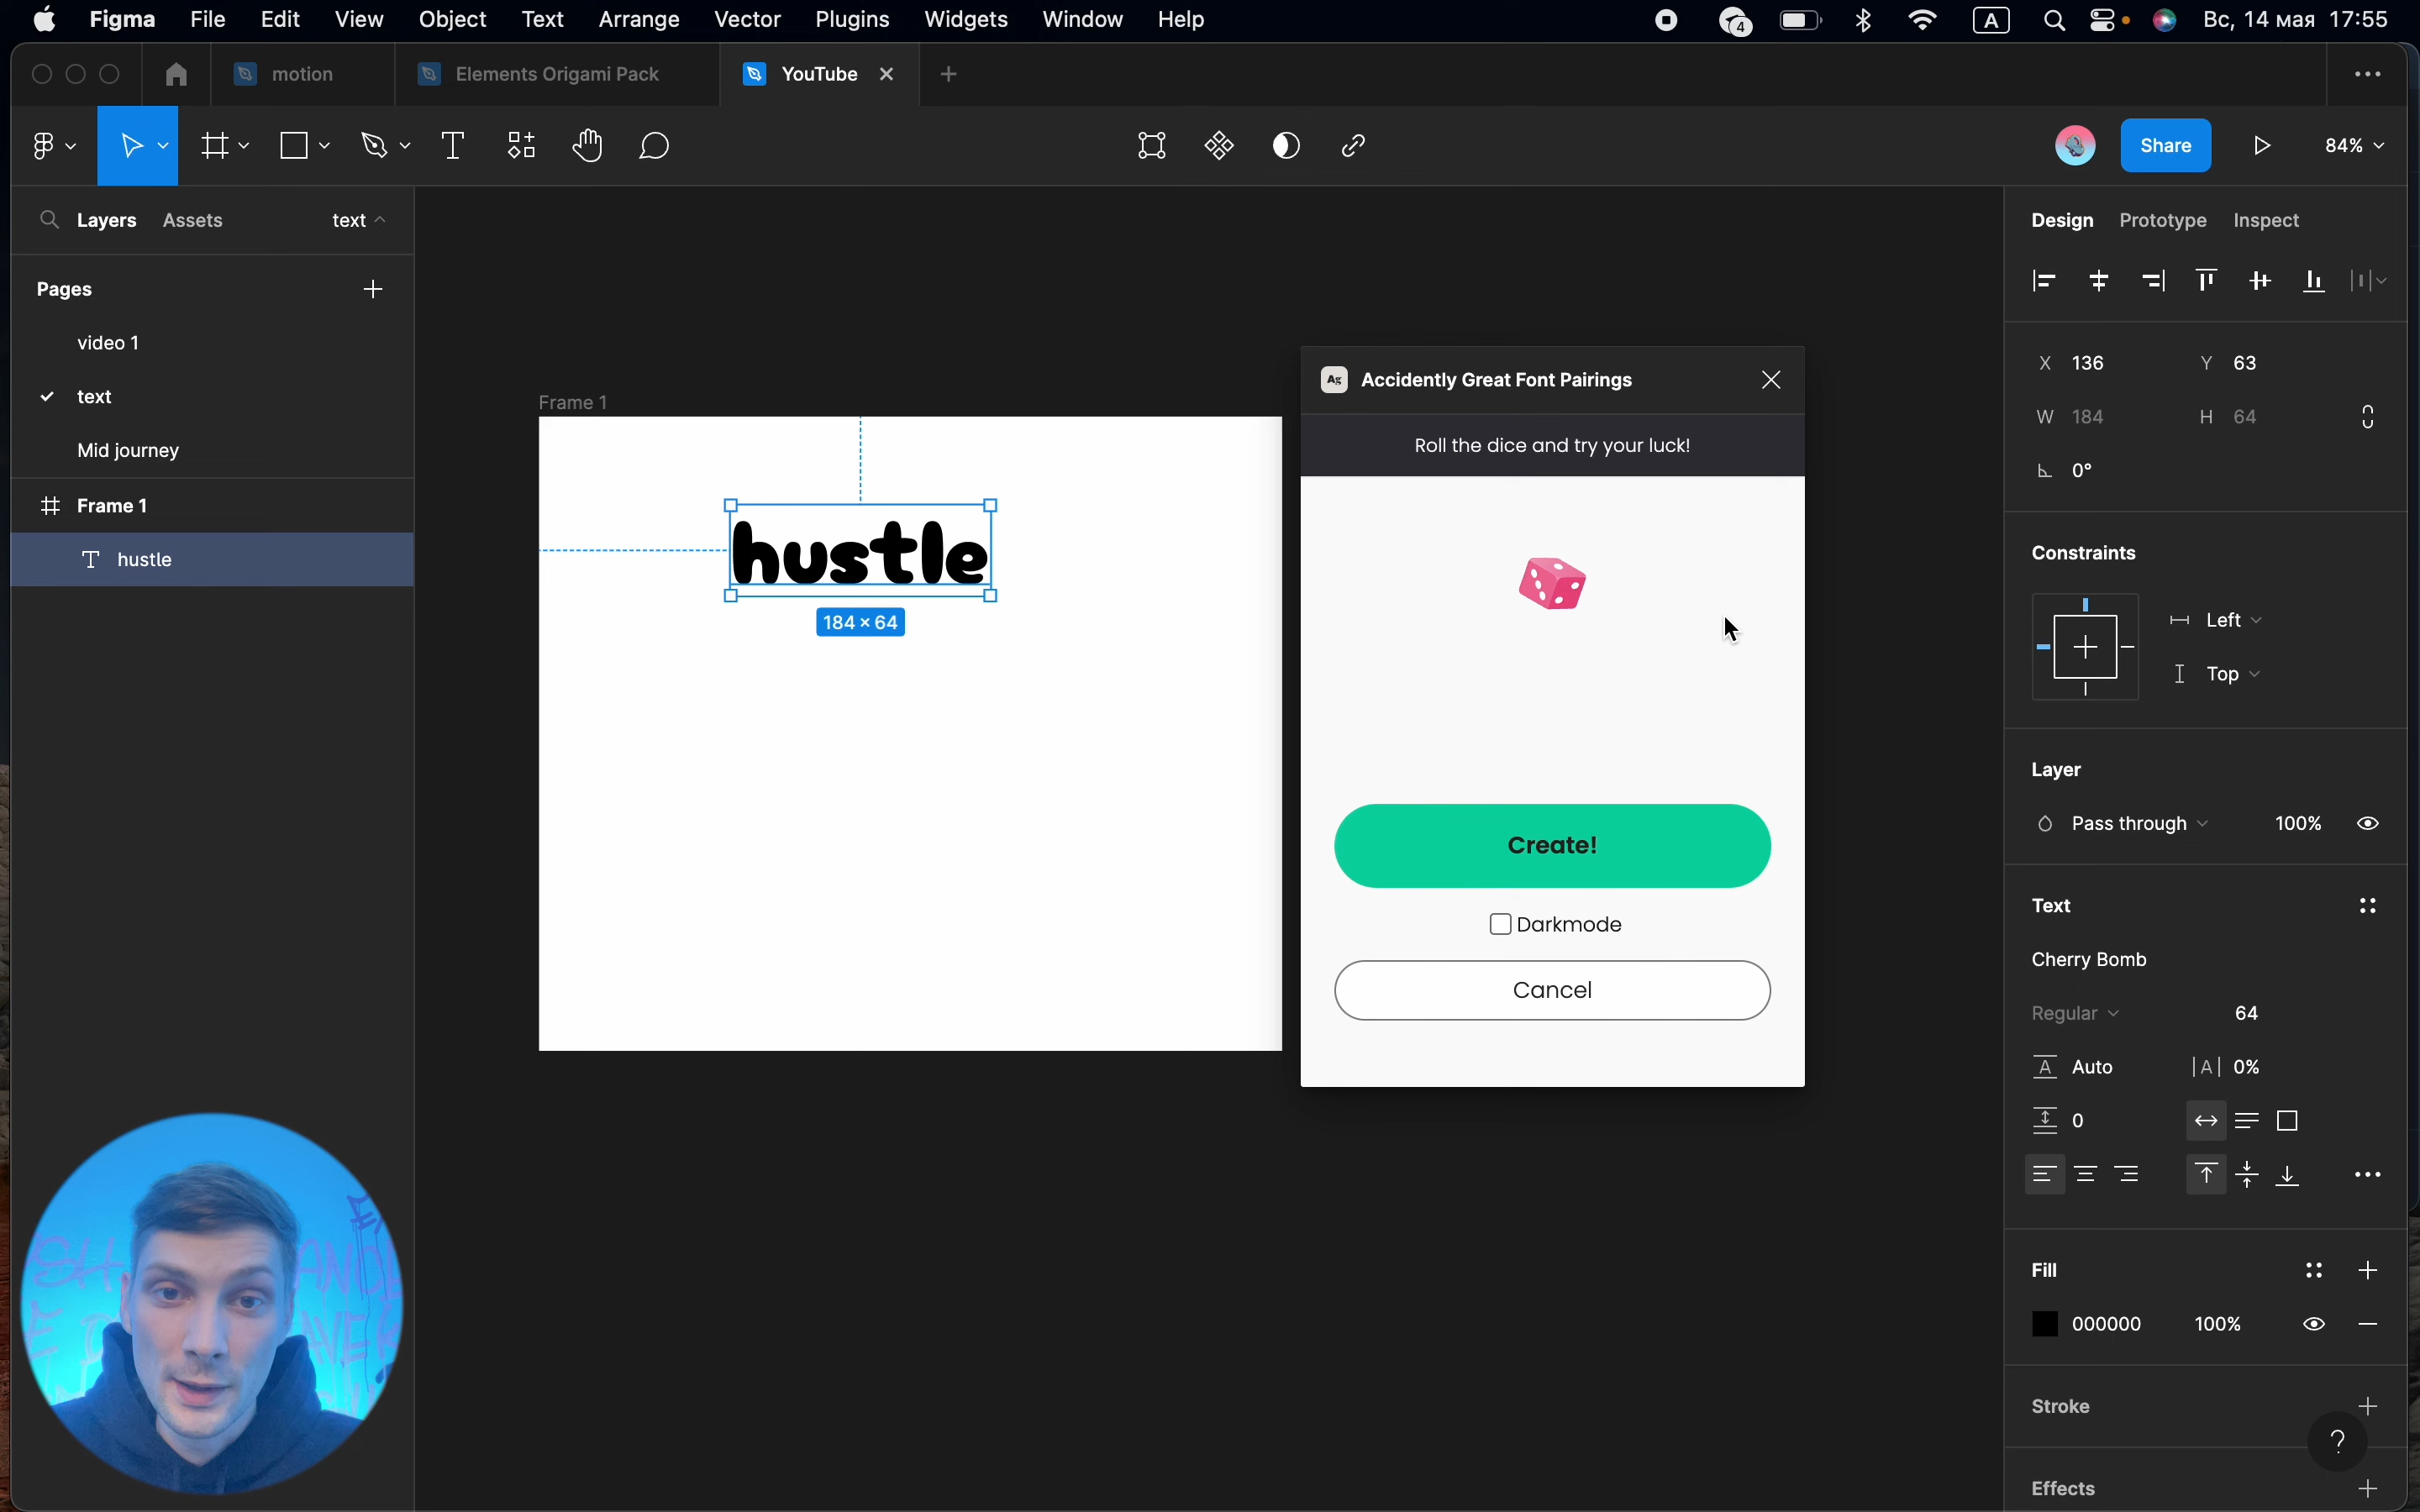 Figma File Edit View Object Text Arrange Vector Plugins Widgets Window Help 4 A Вс, 14 мая 17:55
motion Elements Origami Pack YouTube
Share 84%
Layers Assets text
Pages
video 1
text
Mid journey
Frame 1
hustle
Frame 1
hustle
184 × 64
Ag Accidently Great Font Pairings
Roll the dice and try your luck!
Create!
Darkmode
Cancel
Design Prototype Inspect
X 136 Y 63
W 184 H 64
0°
Constraints
Left
Top
Layer
Pass through 100%
Text
Cherry Bomb
Regular 64
A Auto |A| 0%
0
Fill
000000 100%
Stroke
?
Effects